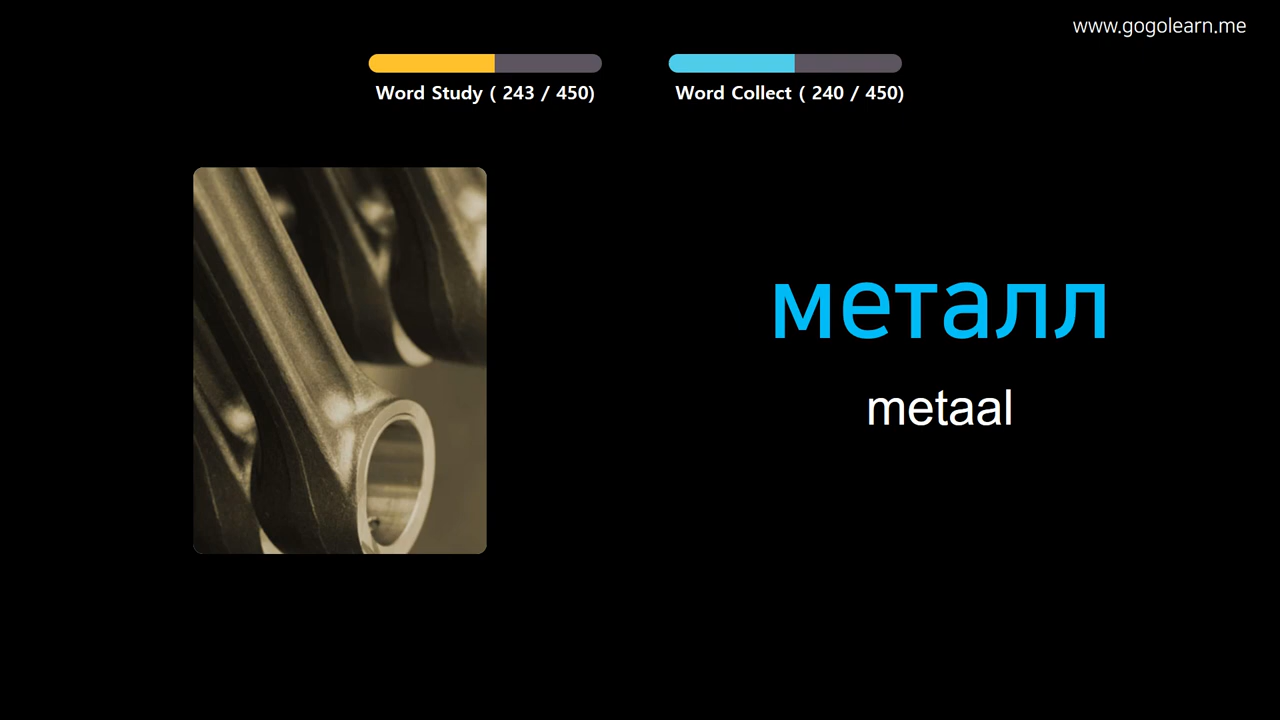 www.gogolearn.me
Word Study ( 243 / 450)
Word Collect ( 240 / 450)
металл
metaal